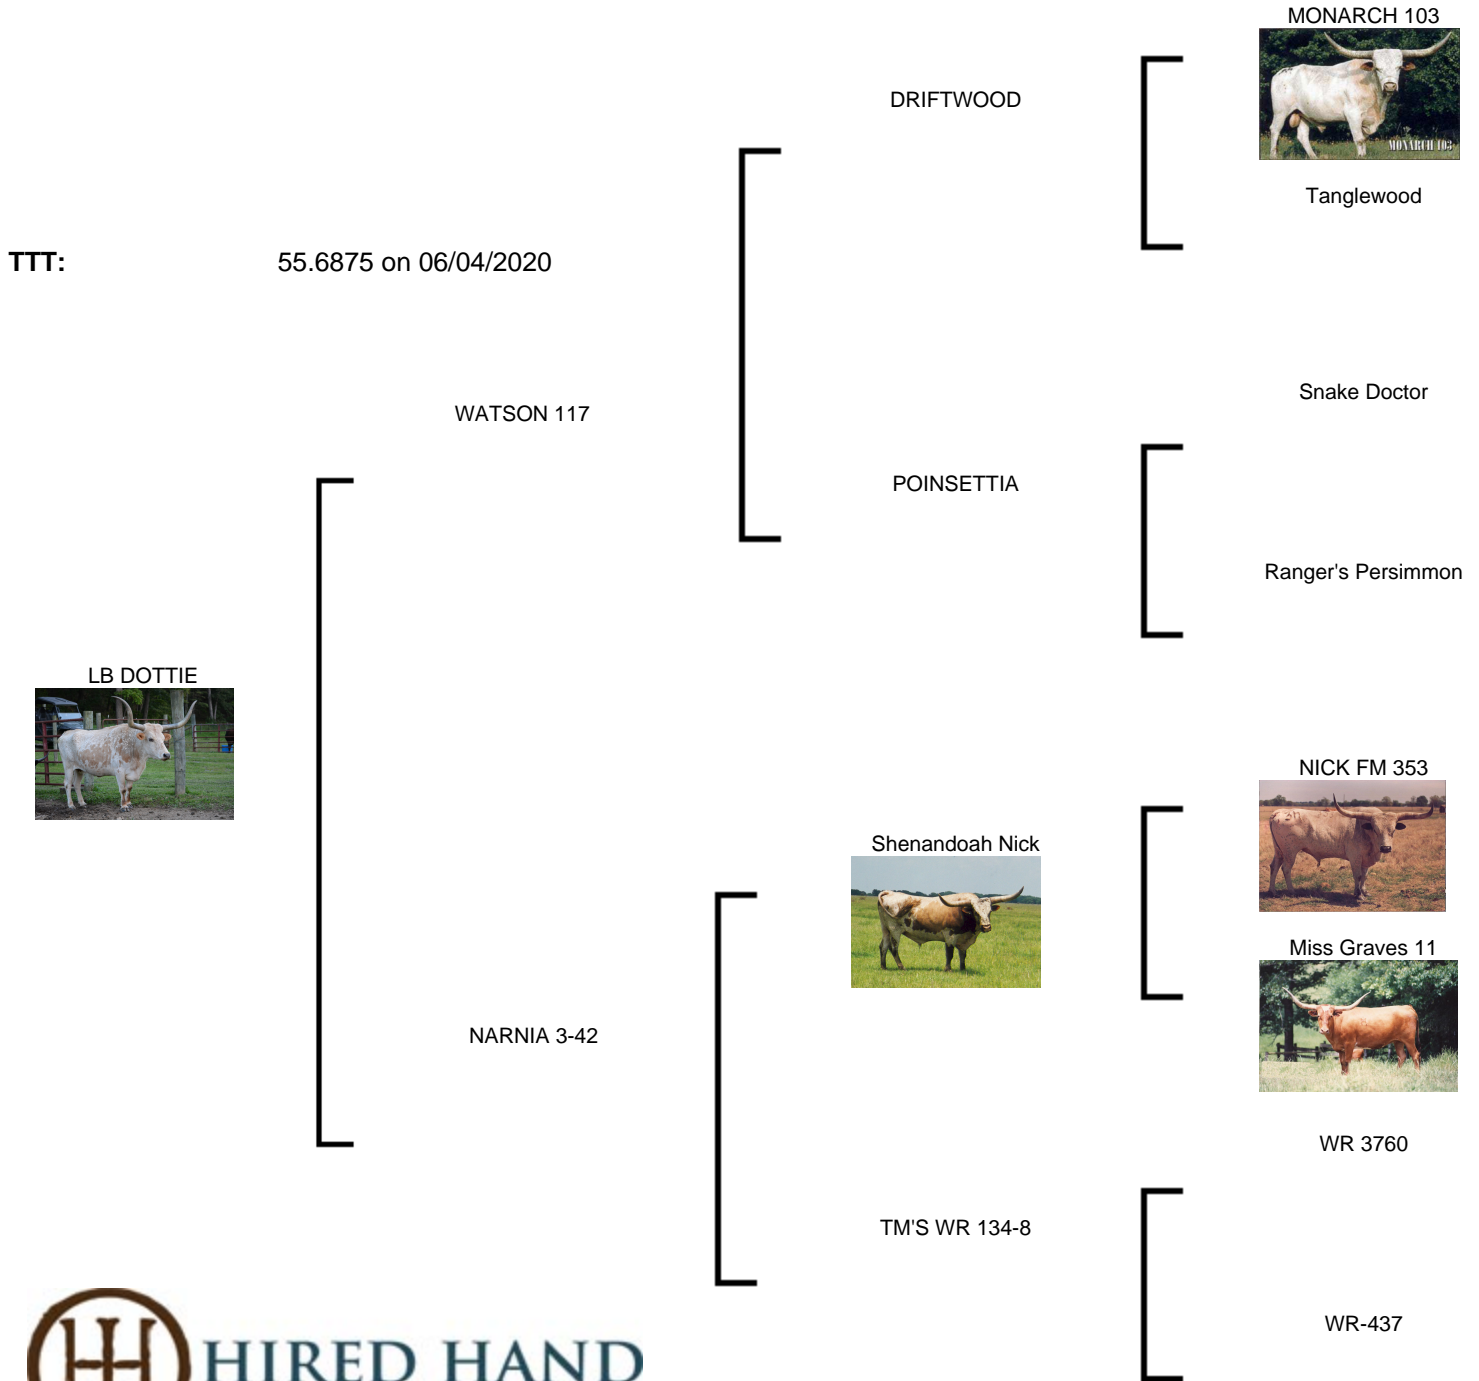 MONARCH 103
MONARCH 103
DRIFTWOOD
Tanglewood
TTT: 55.6875 on 06/04/2020
Snake Doctor
WATSON 117
POINSETTIA
Ranger's Persimmon
LB DOTTIE
NICK FM 353
Shenandoah Nick
Miss Graves 11
NARNIA 3-42
WR 3760
TM'S WR 134-8
WR-437
HIRED HAND